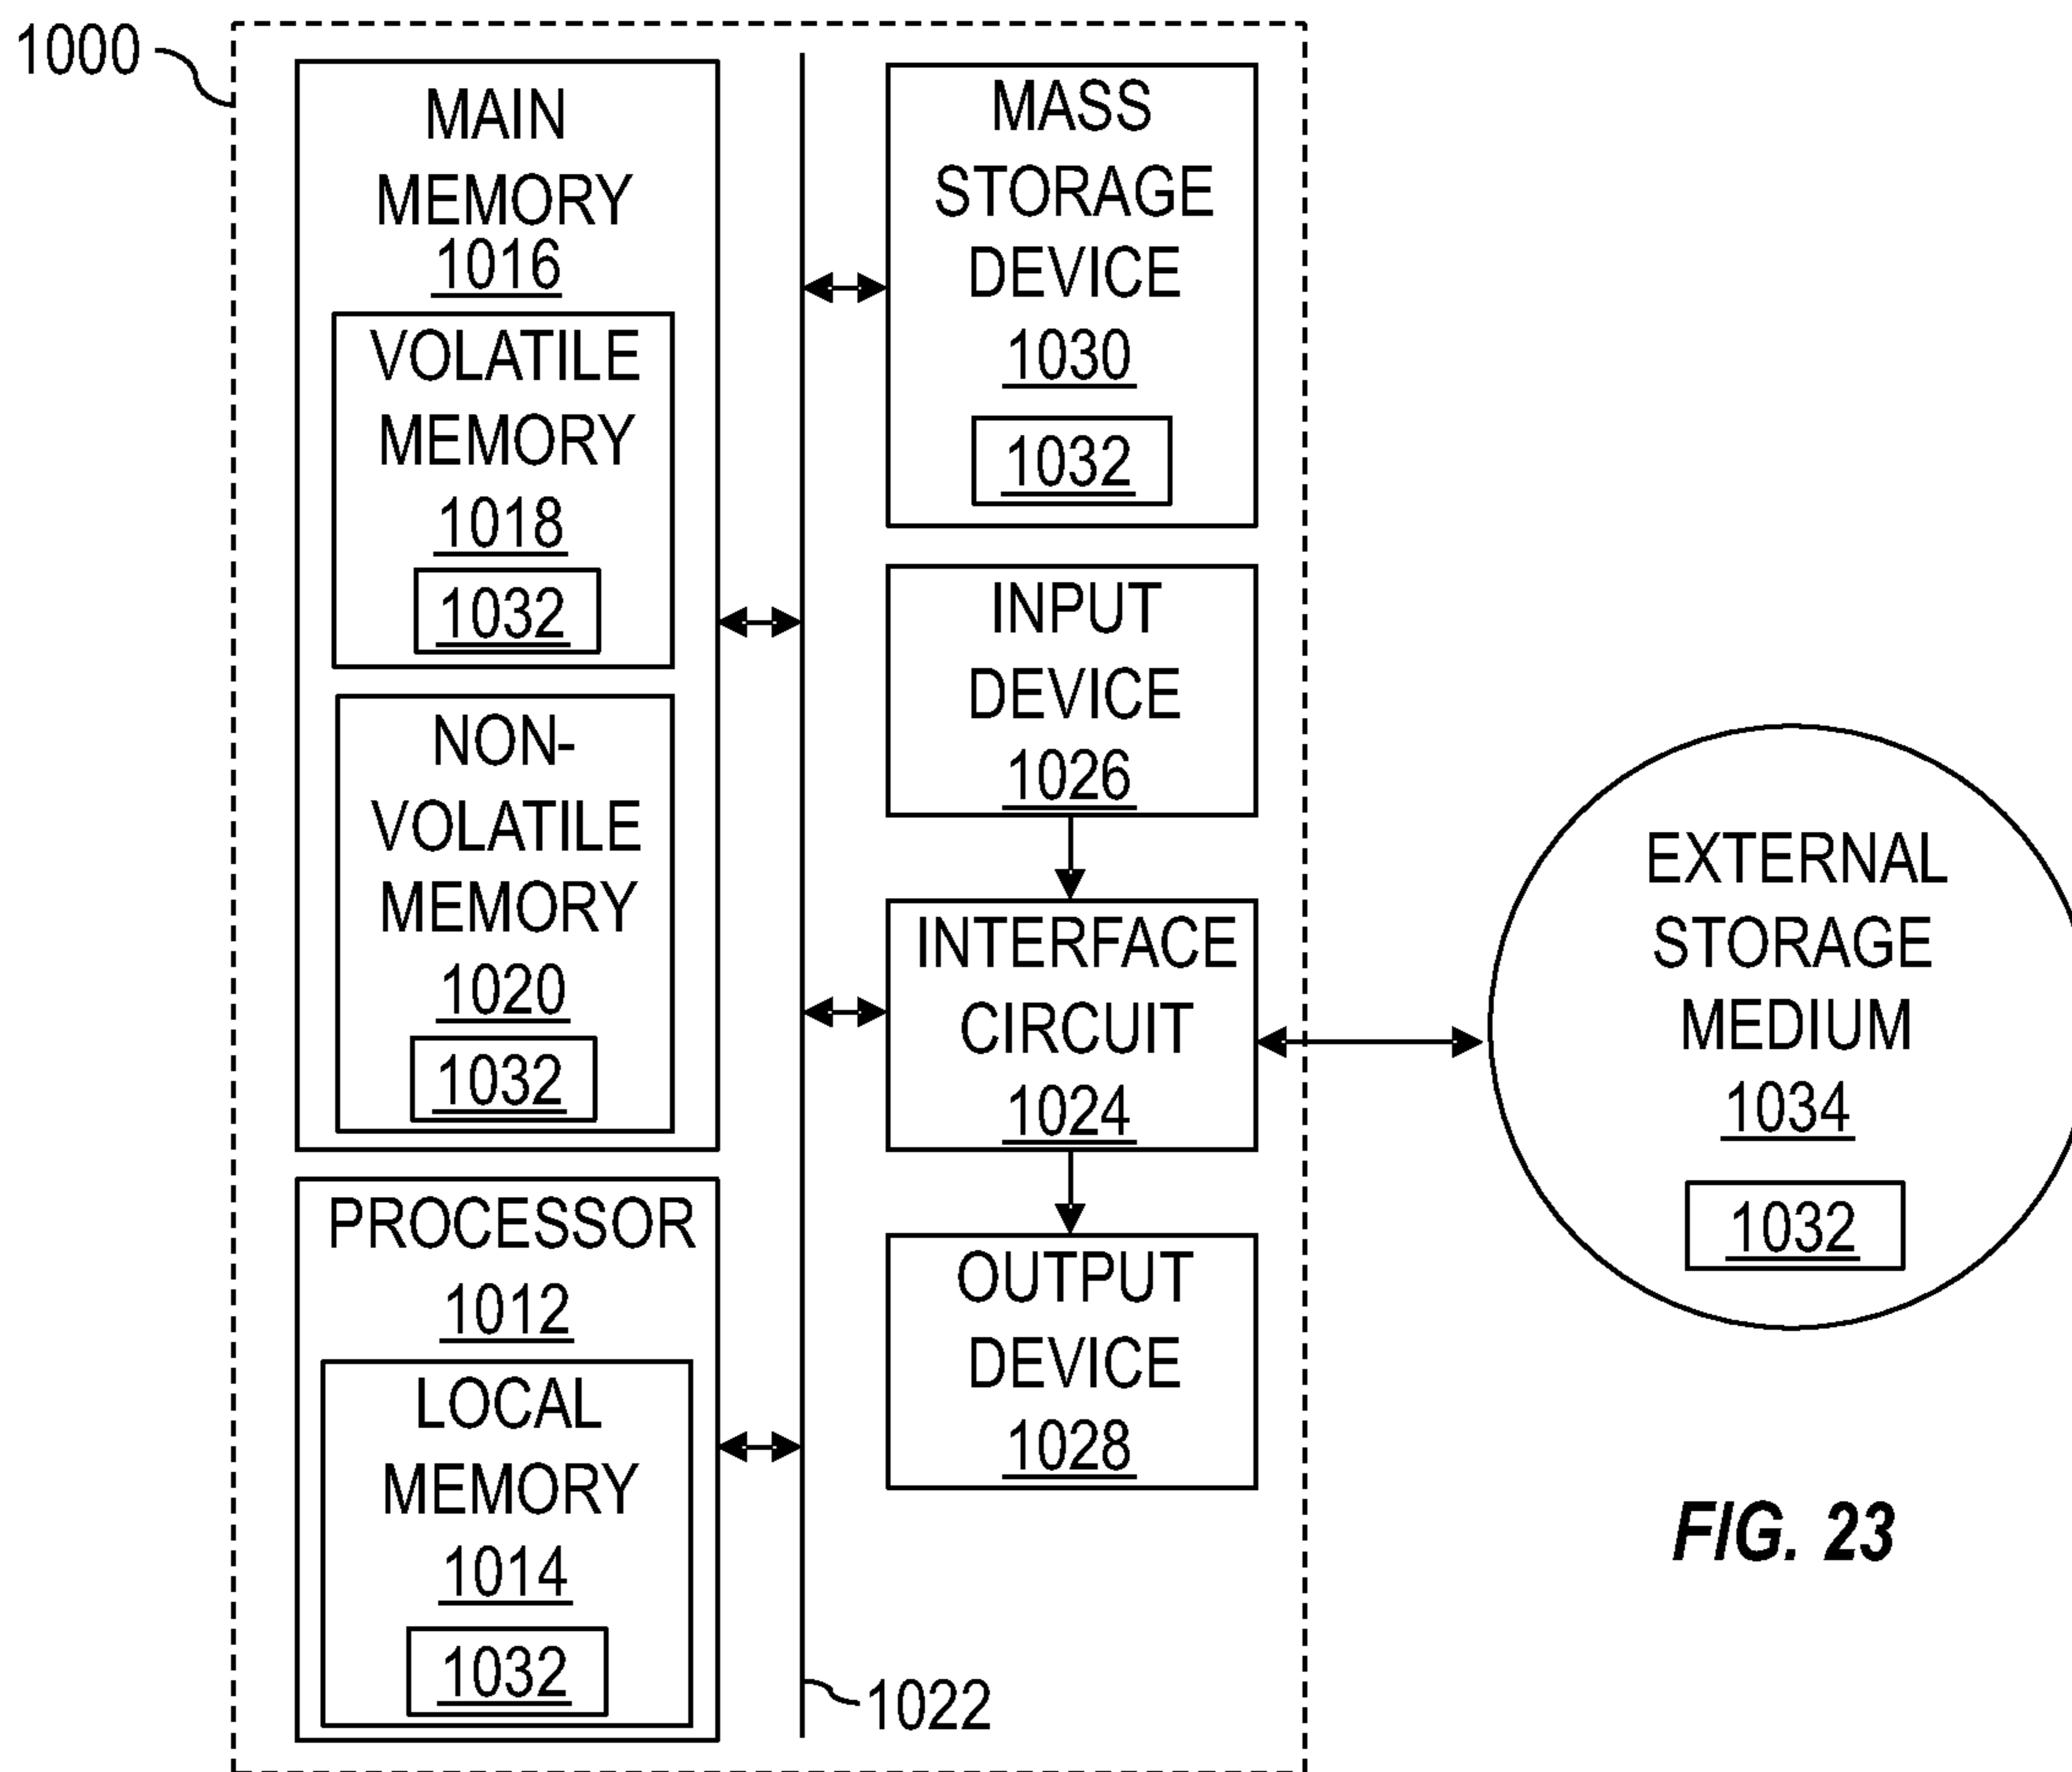 1000
MAIN
MEMORY
1016
VOLATILE
MEMORY
1018
1032
NON-
VOLATILE
MEMORY
1020
1032
PROCESSOR
1012
LOCAL
MEMORY
1014
1032
1022
MASS
STORAGE
DEVICE
1030
1032
INPUT
DEVICE
1026
INTERFACE
CIRCUIT
1024
OUTPUT
DEVICE
1028
EXTERNAL
STORAGE
MEDIUM
1034
1032
FIG. 23